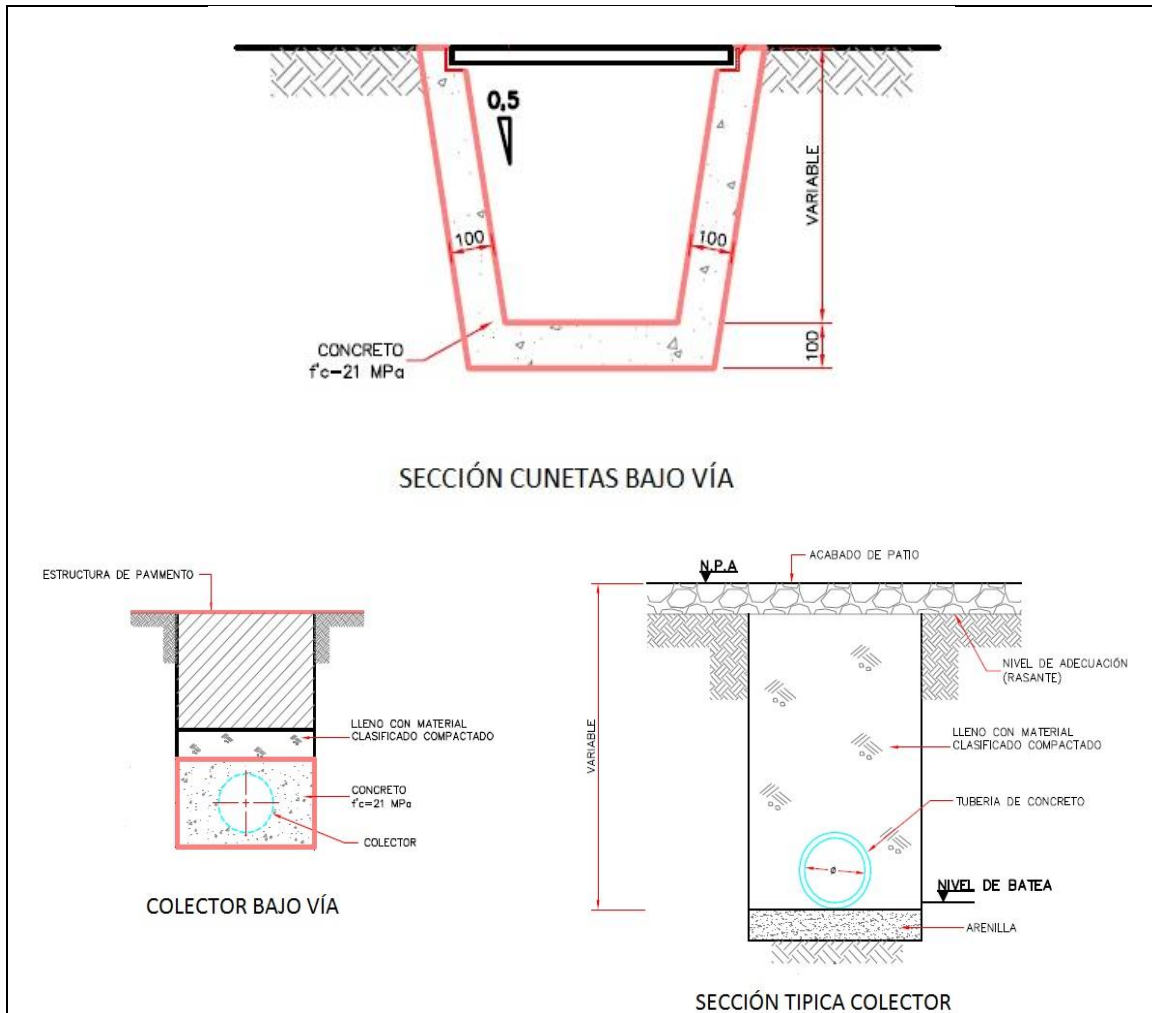 0.5
VARIABLE
100
100
100
CONCRETO
f'c-21 MPa
SECCIÓN CUNETAS BAJO VÍA
ESTRUCTURA DE PAVIMENTO
LLENO CON MATERIAL
CLASIFICADO COMPACTADO
CONCRETO
f'c=21 MPa
COLECTOR
COLECTOR BAJO VÍA
N.P.A
ACABADO DE PATIO
NIVEL DE ADECUACIÓN
(RASANTE)
VARIABLE
LLENO CON MATERIAL
CLASIFICADO COMPACTADO
TUBERÍA DE CONCRETO
ø
NIVEL DE BATEA
ARENILLA
SECCIÓN TIPICA COLECTOR